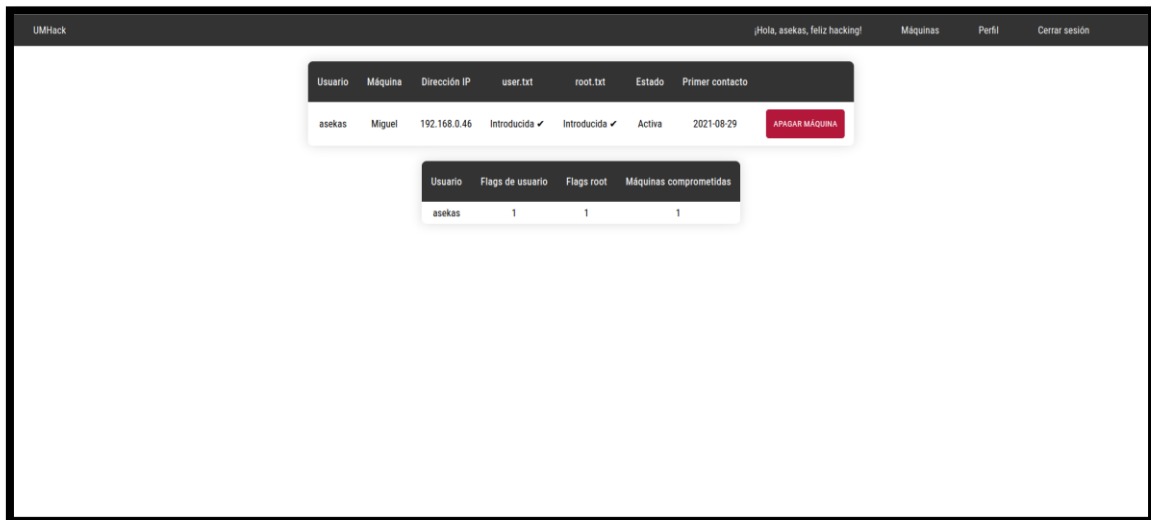 UMHack ¡Hola, asekas, feliz hacking! Máquinas Perfil Cerrar sesión
Usuario Máquina Dirección IP user.txt root.txt Estado Primer contacto
asekas Miguel 192.168.0.46 Introducida ✔ Introducida ✔ Activa 2021-08-29 APAGAR MÁQUINA
Usuario Flags de usuario Flags root Máquinas comprometidas
asekas 1 1 1